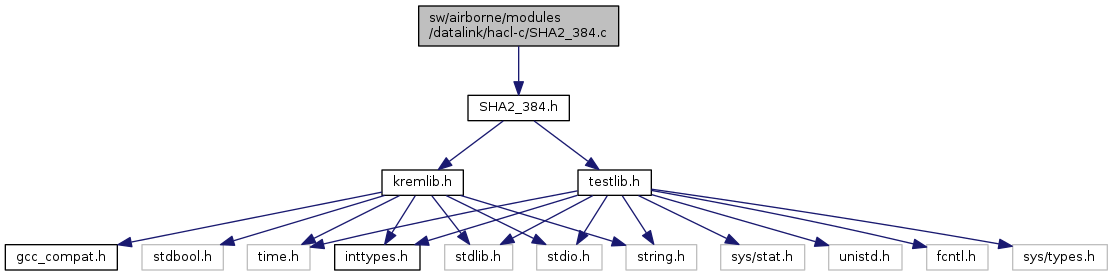 sw/airborne/modules
/datalink/hacl-c/SHA2_384.c
SHA2_384.h
kremlib.h
testlib.h
gcc_compat.h
stdbool.h
time.h
inttypes.h
stdlib.h
stdio.h
string.h
sys/stat.h
unistd.h
fcntl.h
sys/types.h